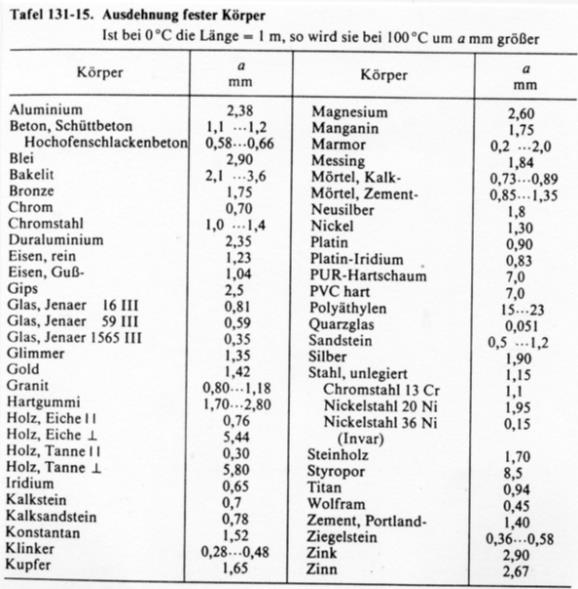 Tafel 131-15. Ausdehnung fester Körper
Ist bei 0°C die Länge = 1 m, so wird sie bei 100°C um a mm größer
Körper a mm
Aluminium 2,38
Beton, Schüttbeton 1,1 ···1,2
Hochofenschlackenbeton 0,58···0,66
Blei 2,90
Bakelit 2,1 ···3,6
Bronze 1,75
Chrom 0,70
Chromstahl 1,0 ···1,4
Duraluminium 2,35
Eisen, rein 1,23
Eisen, Guß- 1,04
Gips 2,5
Glas, Jenaer 16 III 0,81
Glas, Jenaer 59 III 0,59
Glas, Jenaer 1565 III 0,35
Glimmer 1,35
Gold 1,42
Granit 0,80···1,18
Hartgummi 1,70···2,80
Holz, Eiche || 0,76
Holz, Eiche ⊥ 5,44
Holz, Tanne || 0,30
Holz, Tanne ⊥ 5,80
Iridium 0,65
Kalkstein 0,7
Kalksandstein 0,78
Konstantan 1,52
Klinker 0,28···0,48
Kupfer 1,65
Körper a mm
Magnesium 2,60
Manganin 1,75
Marmor 0,2 ···2,0
Messing 1,84
Mörtel, Kalk- 0,73···0,89
Mörtel, Zement- 0,85···1,35
Neusilber 1,8
Nickel 1,30
Platin 0,90
Platin-Iridium 0,83
PUR-Hartschaum 7,0
PVC hart 7,0
Polyäthylen 15···23
Quarzglas 0,051
Sandstein 0,5 ···1,2
Silber 1,90
Stahl, unlegiert 1,15
Chromstahl 13 Cr 1,1
Nickelstahl 20 Ni 1,95
Nickelstahl 36 Ni 0,15
(Invar)
Steinholz 1,70
Styropor 8,5
Titan 0,94
Wolfram 0,45
Zement, Portland- 1,40
Ziegelstein 0,36···0,58
Zink 2,90
Zinn 2,67